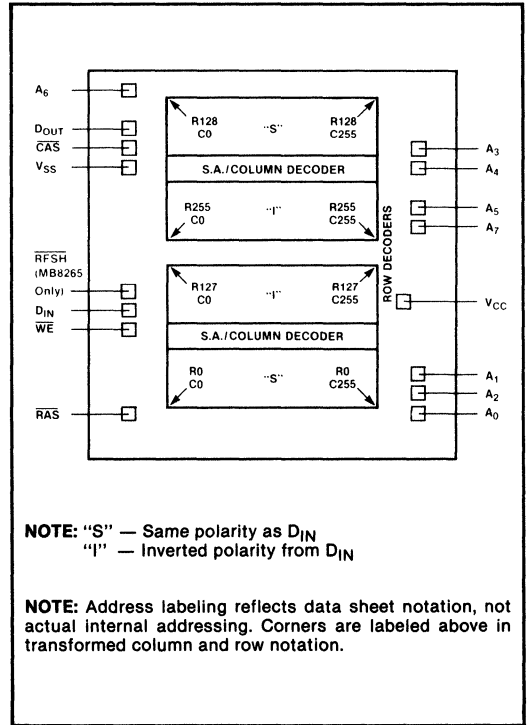 A6
DOUT
CAS
VSS
RFSH
(MB8265
Only)
DIN
WE
RAS
R128
C0
"S"
R128
C255
S.A./COLUMN DECODER
R255
C0
"I"
R255
C255
R127
C0
"I"
R127
C255
S.A./COLUMN DECODER
R0
C0
"S"
R0
C255
ROW DECODERS
A3
A4
A5
A7
VCC
A1
A2
A0
NOTE: "S" — Same polarity as DIN
"I" — Inverted polarity from DIN
NOTE: Address labeling reflects data sheet notation, not
actual internal addressing. Corners are labeled above in
transformed column and row notation.